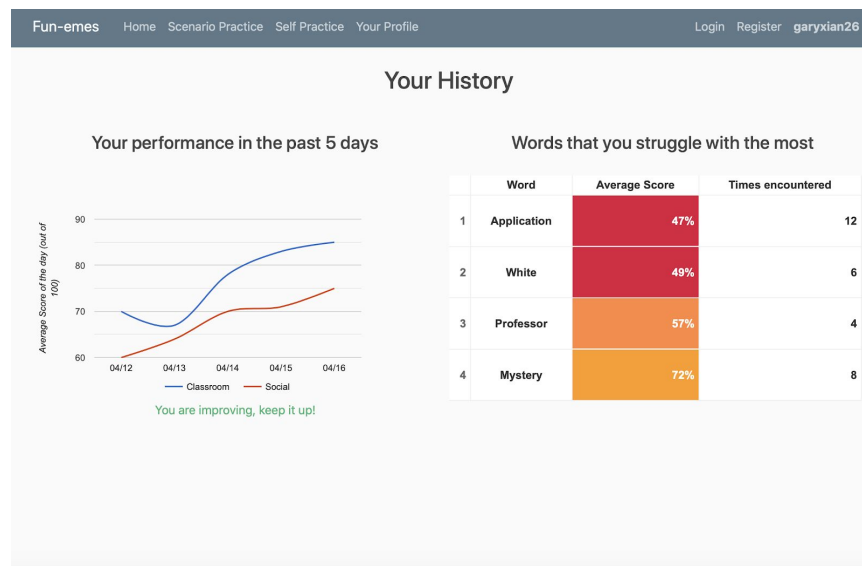 Fun-emes Home Scenario Practice Self Practice Your Profile Login Register garyxian26
Your History
Your performance in the past 5 days
Average Score of the day (out of
100)
90
80
70
60
04/12 04/13 04/14 04/15 04/16
Classroom Social
You are improving, keep it up!
Words that you struggle with the most
Word Average Score Times encountered
1 Application 47% 12
2 White 49% 6
3 Professor 57% 4
4 Mystery 72% 8